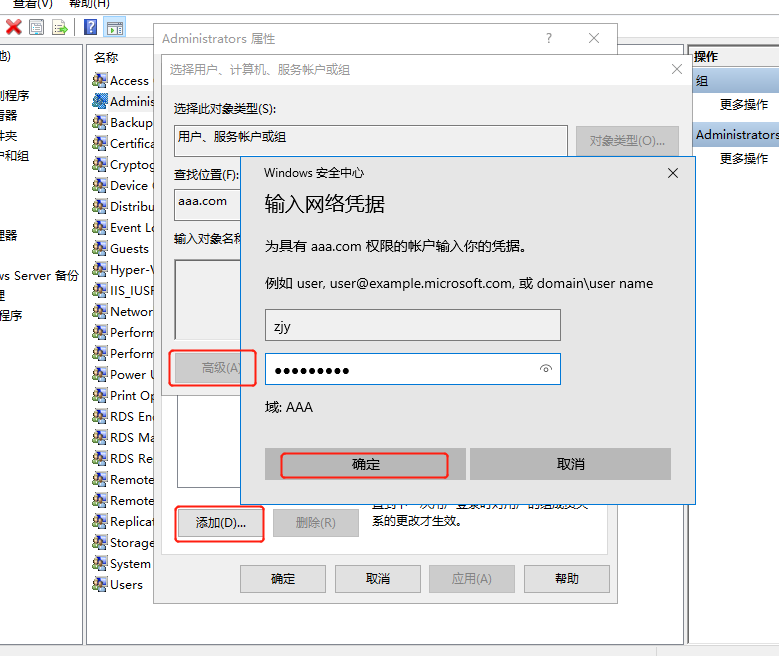 查看(V) 帮助(H)
名称
Access
Adminis
Backup
Certifica
Cryptog
Device
Distribu
Event Lo
Guests
Hyper-V
IIS_IUSR
Networ
Perform
Perform
Power U
Print Op
RDS En
RDS Ma
RDS Re
Remote
Remote
Replicat
Storage
System
Users
程序
件夹
户和组
理器
ws Server 备份
理
程序
Administrators 属性
?
选择用户、计算机、服务帐户或组
选择此对象类型(S):
用户、服务帐户或组
对象类型(O)...
查找位置(F):
aaa.com
输入对象名称
高级(A)
Windows 安全中心
输入网络凭据
为具有 aaa.com 权限的帐户输入你的凭据。
例如 user, user@example.microsoft.com, 或 domain\user name
zjy
●●●●●●●●●
域: AAA
确定
取消
添加(D)...
删除(R)
直到下一次用户登录时对用户的组成员关
系的更改才生效。
确定
取消
应用(A)
帮助
操作
组
更多操作
Administrators
更多操作